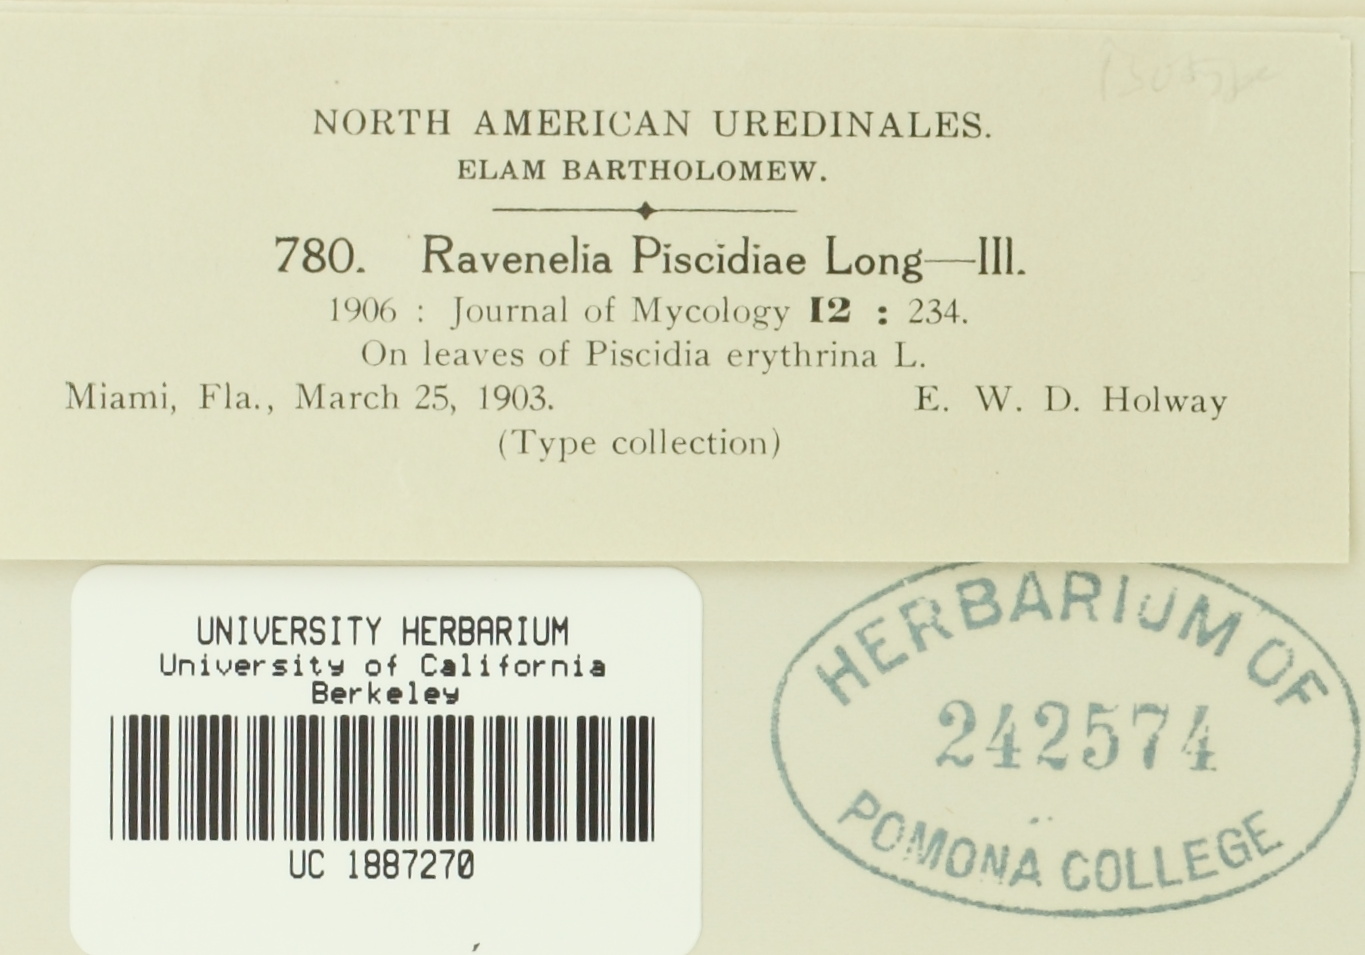 Isotype
NORTH AMERICAN UREDINALES.
ELAM BARTHOLOMEW.
780. Ravenelia Piscidiae Long—III.
1906 : Journal of Mycology 12 : 234.
On leaves of Piscidia erythrina L.
Miami, Fla., March 25, 1903. E. W. D. Holway
(Type collection)
UNIVERSITY HERBARIUM
University of California
Berkeley
UC 1887270
HERBARIUM OF
242574
POMONA COLLEGE